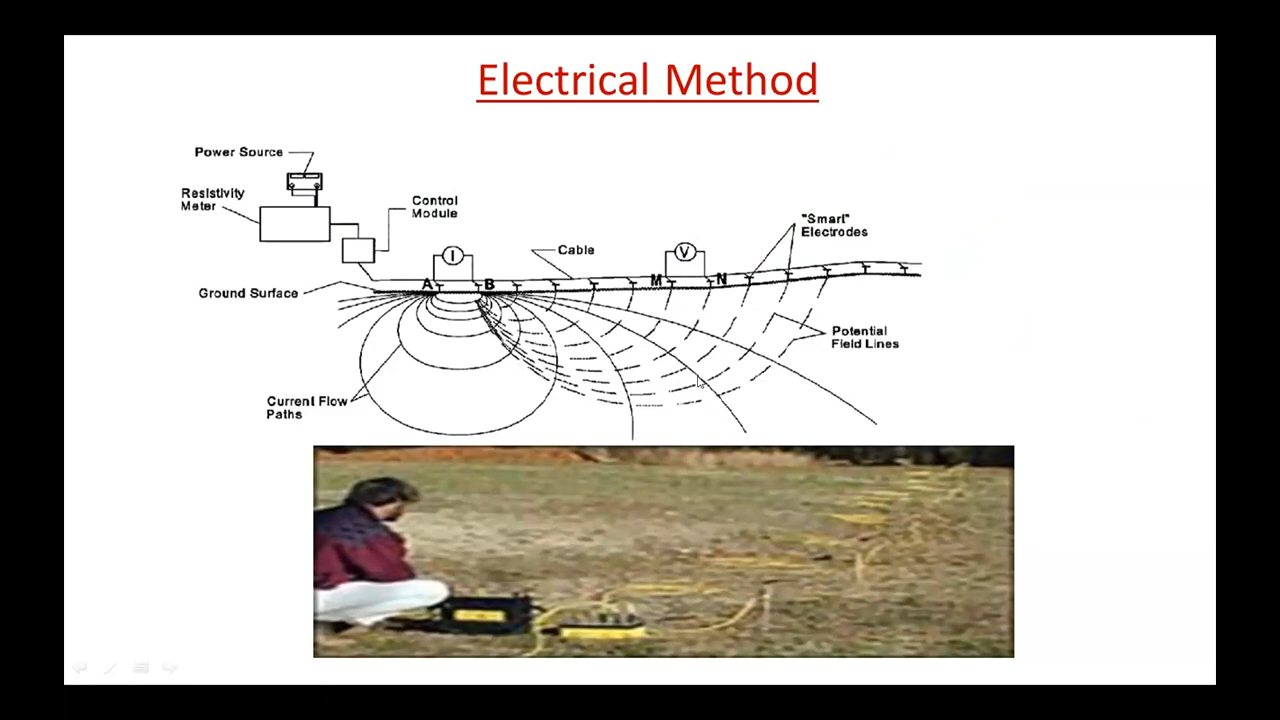 Electrical Method
Power Source
Resistivity
Meter
Control
Module
I
Cable
V
"Smart"
Electrodes
A
B
M
N
Ground Surface
Potential
Field Lines
Current Flow
Paths